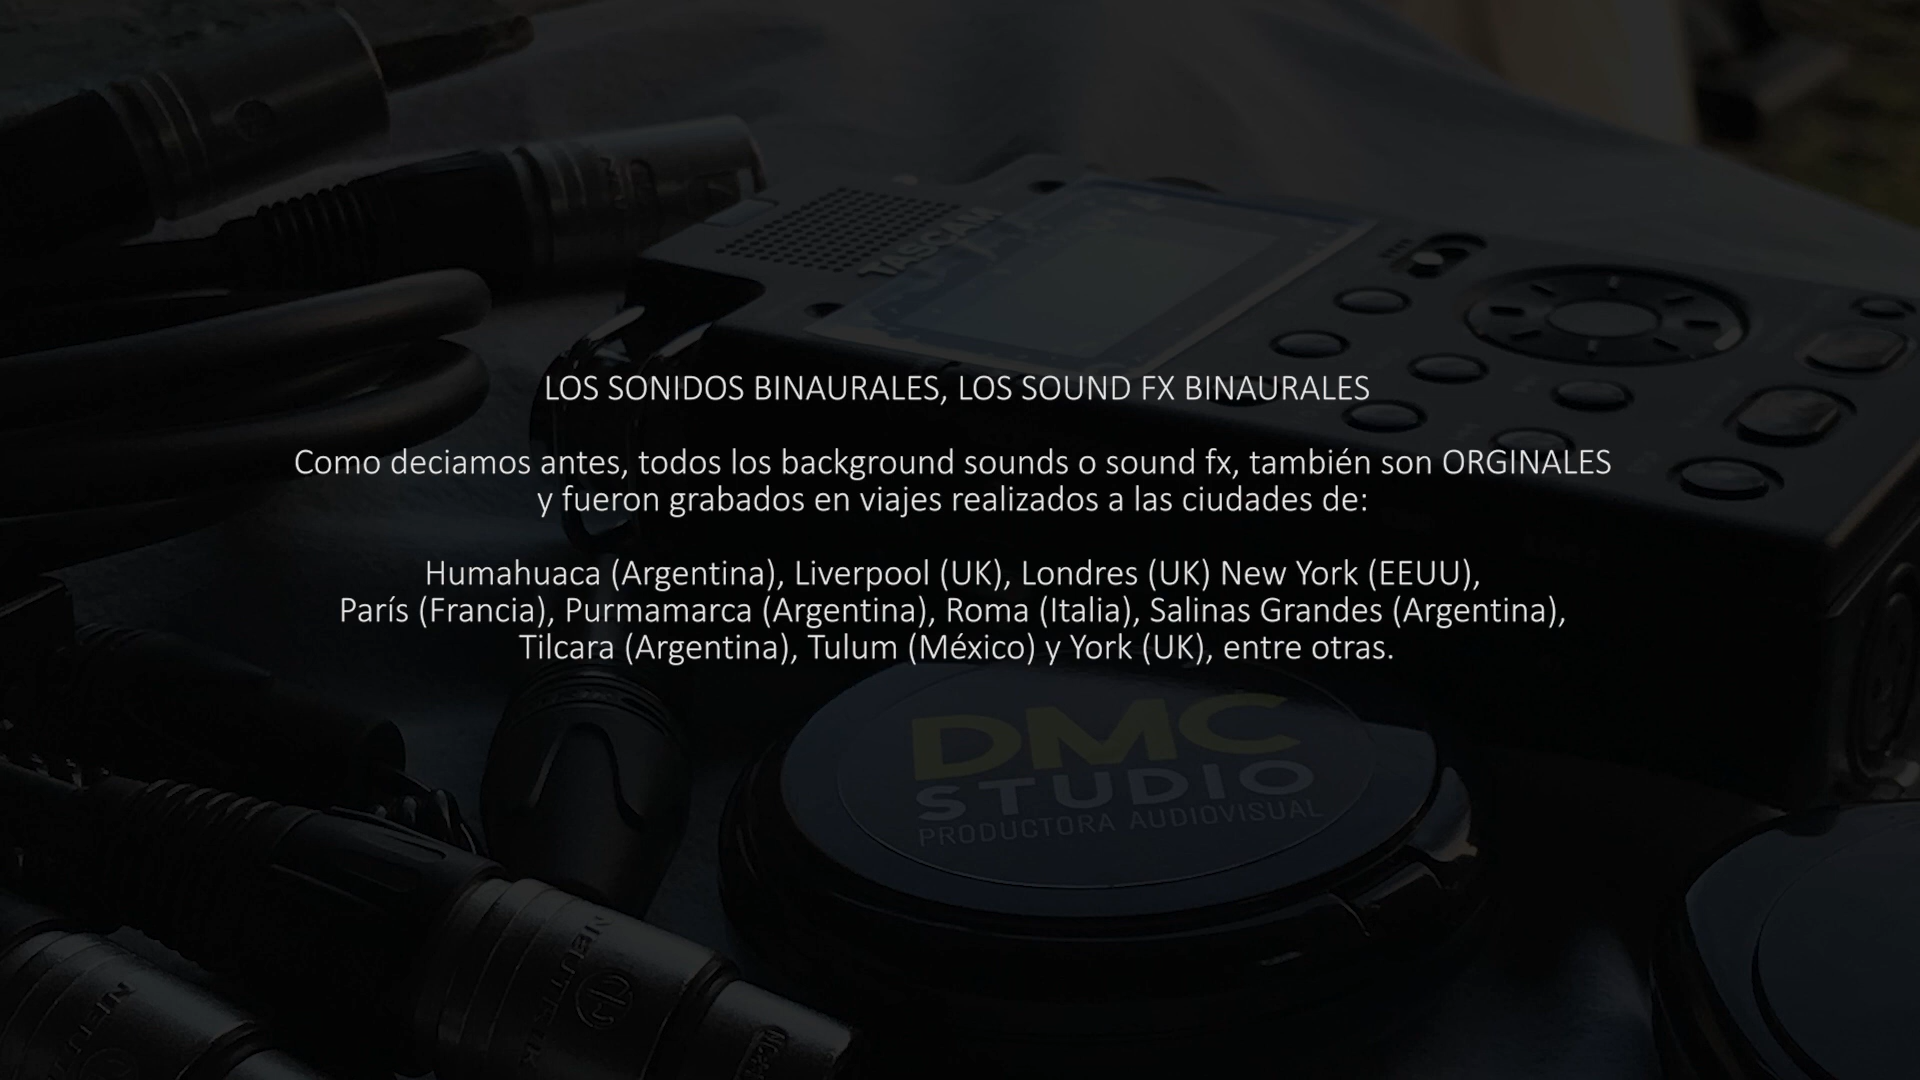 LOS SONIDOS BINAURALES, LOS SOUND FX BINAURALES
Como deciamos antes, todos los background sounds o sound fx, también son ORGINALES
y fueron grabados en viajes realizados a las ciudades de:
Humahuaca (Argentina), Liverpool (UK), Londres (UK) New York (EEUU),
París (Francia), Purmamarca (Argentina), Roma (Italia), Salinas Grandes (Argentina),
Tilcara (Argentina), Tulum (México) y York (UK), entre otras.
TASCAM
DMC
STUDIO
PRODUCTORA AUDIOVISUAL
NEUTRIK